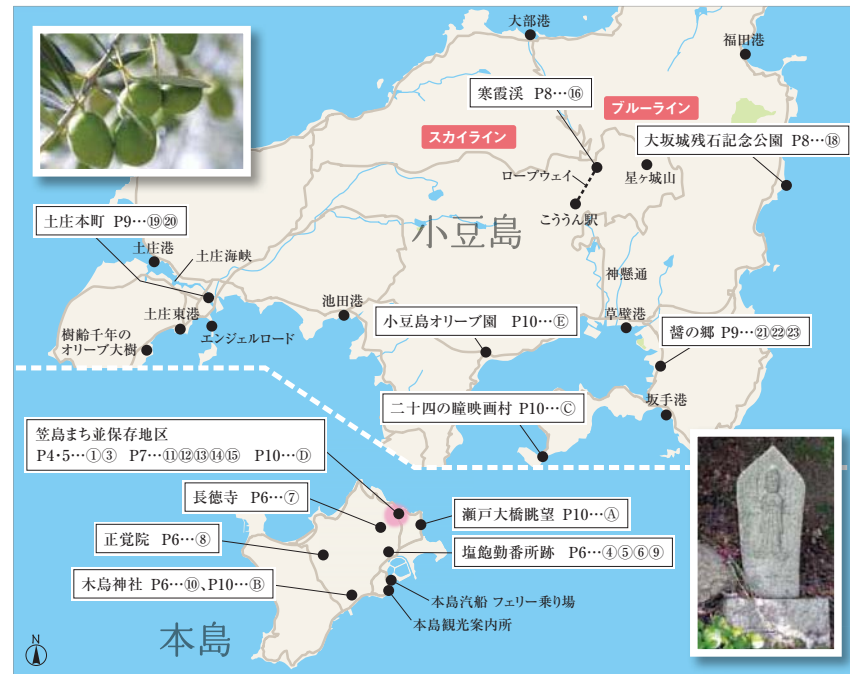 大部港
福田港
寒霞渓 P8…⑯
ブルーライン
スカイライン
大坂城残石記念公園 P8…⑱
ロープウェイ
星ヶ城山
こううん駅
土庄本町 P9…⑲⑳
小豆島
土庄港
土庄海峡
神懸通
池田港
小豆島オリーブ園 P10…Ⓔ
草壁港
土庄東港
エンジェルロード
醤の郷 P9…㉑㉒㉓
樹齢千年の
オリーブ大樹
二十四の瞳映画村 P10…Ⓒ
坂手港
笠島まち並保存地区
P4・5…①③ P7…⑪⑫⑬⑭⑮ P10…Ⓓ
長徳寺 P6…⑦
瀬戸大橋眺望 P10…Ⓐ
正覚院 P6…⑧
塩飽勤番所跡 P6…④⑤⑥⑨
木烏神社 P6…⑩、P10…Ⓑ
本島汽船 フェリー乗り場
本島観光案内所
本島
N